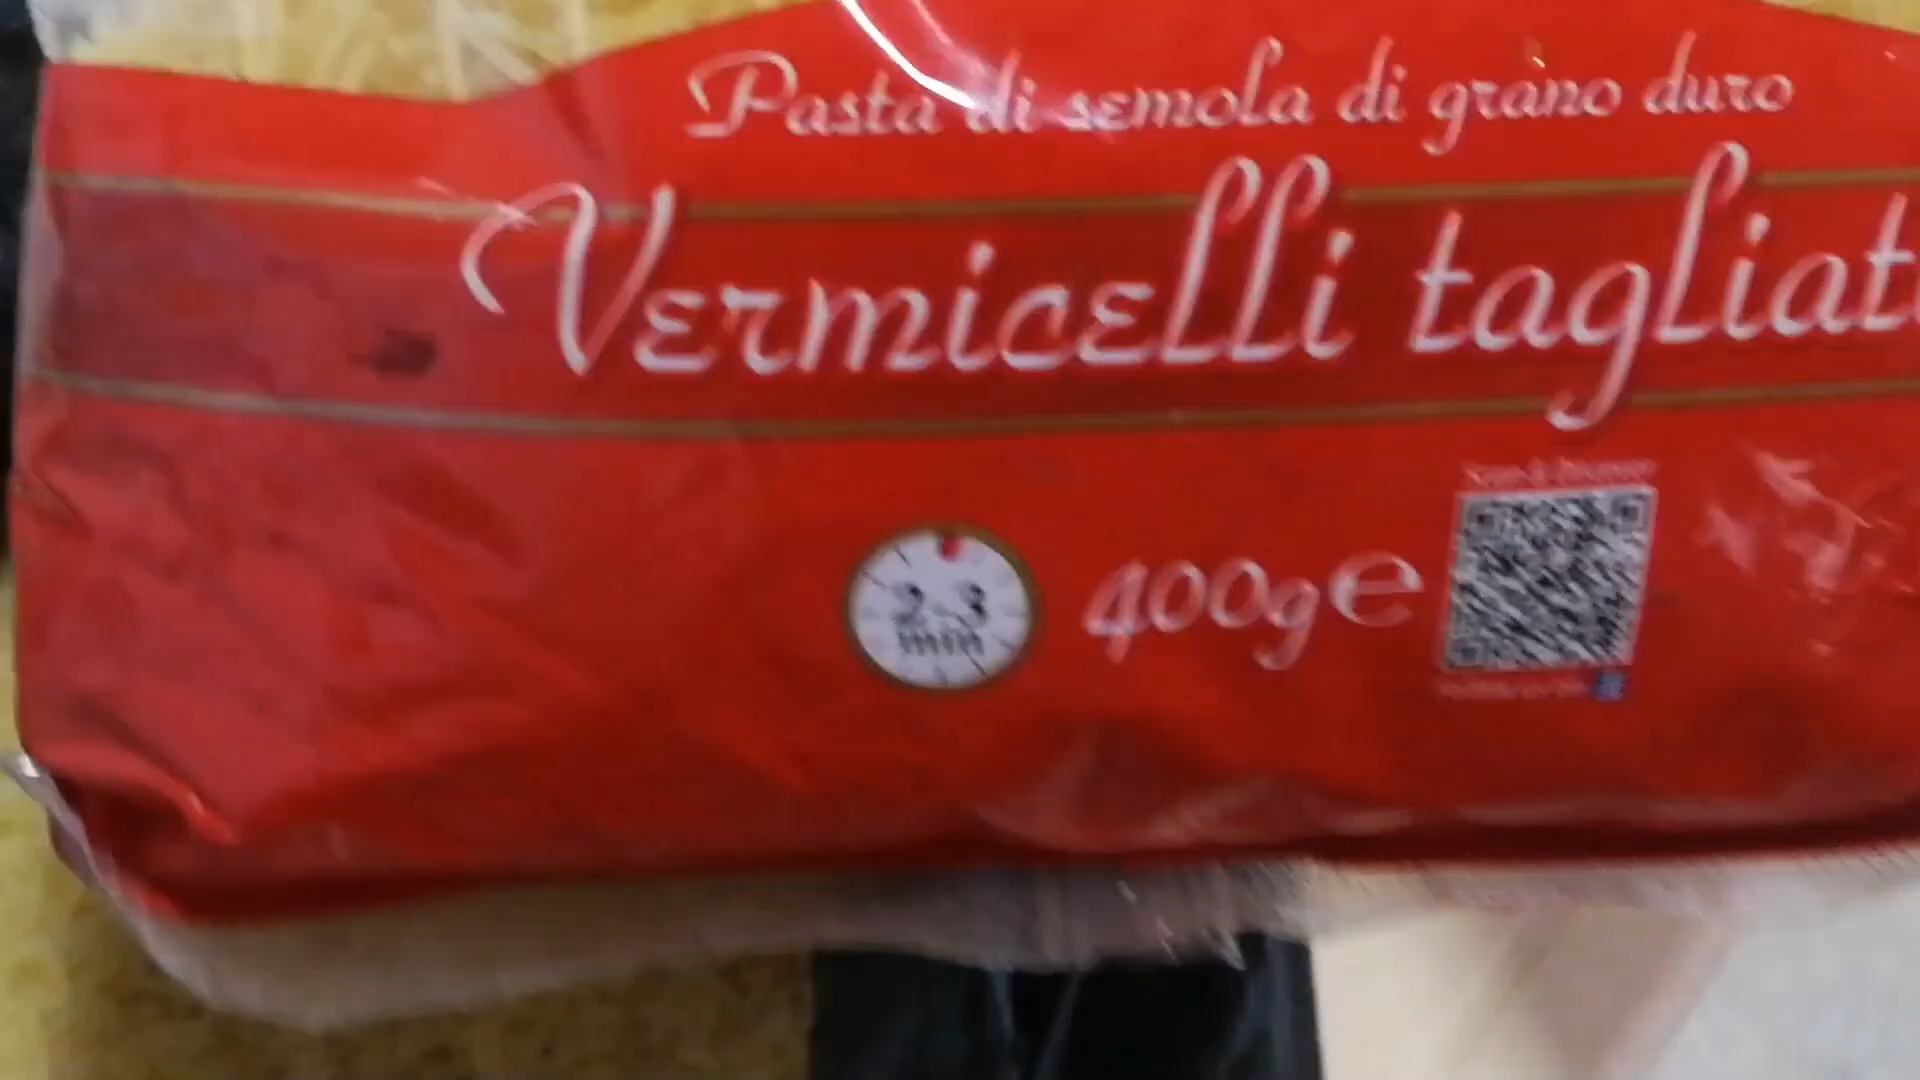 Pasta di semola di grano duro
Vermicelli tagliat
2-3
min
400g e